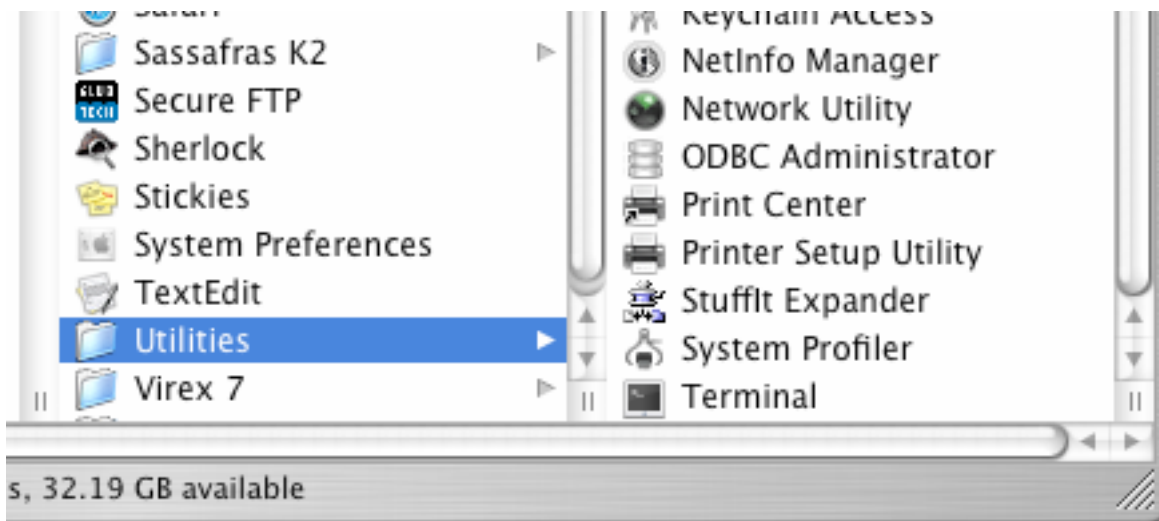 Safari
Sassafras K2
Secure FTP
Sherlock
Stickies
System Preferences
TextEdit
Utilities
Virex 7
Keychain Access
NetInfo Manager
Network Utility
ODBC Administrator
Print Center
Printer Setup Utility
StuffIt Expander
System Profiler
Terminal
s, 32.19 GB available